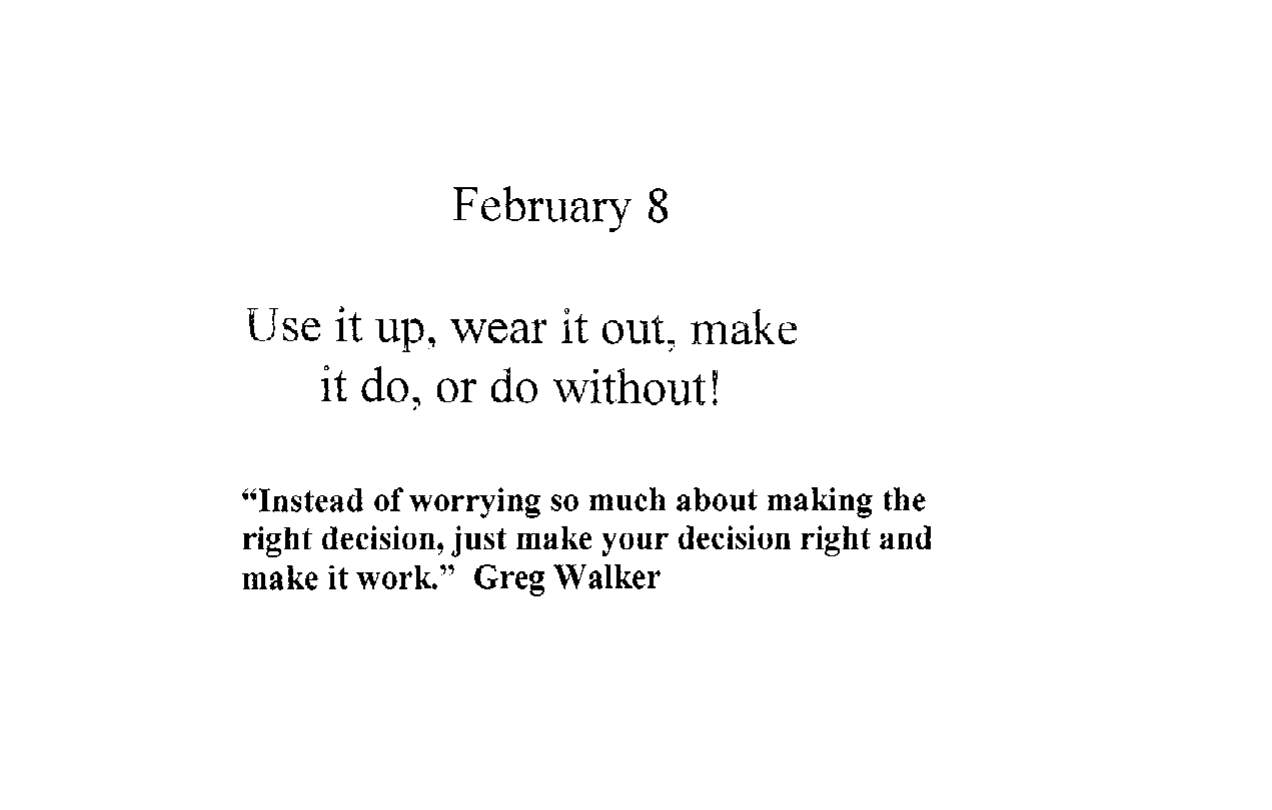 February 8
Use it up, wear it out, make
it do, or do without!
“Instead of worrying so much about making the
right decision, just make your decision right and
make it work.”  Greg Walker